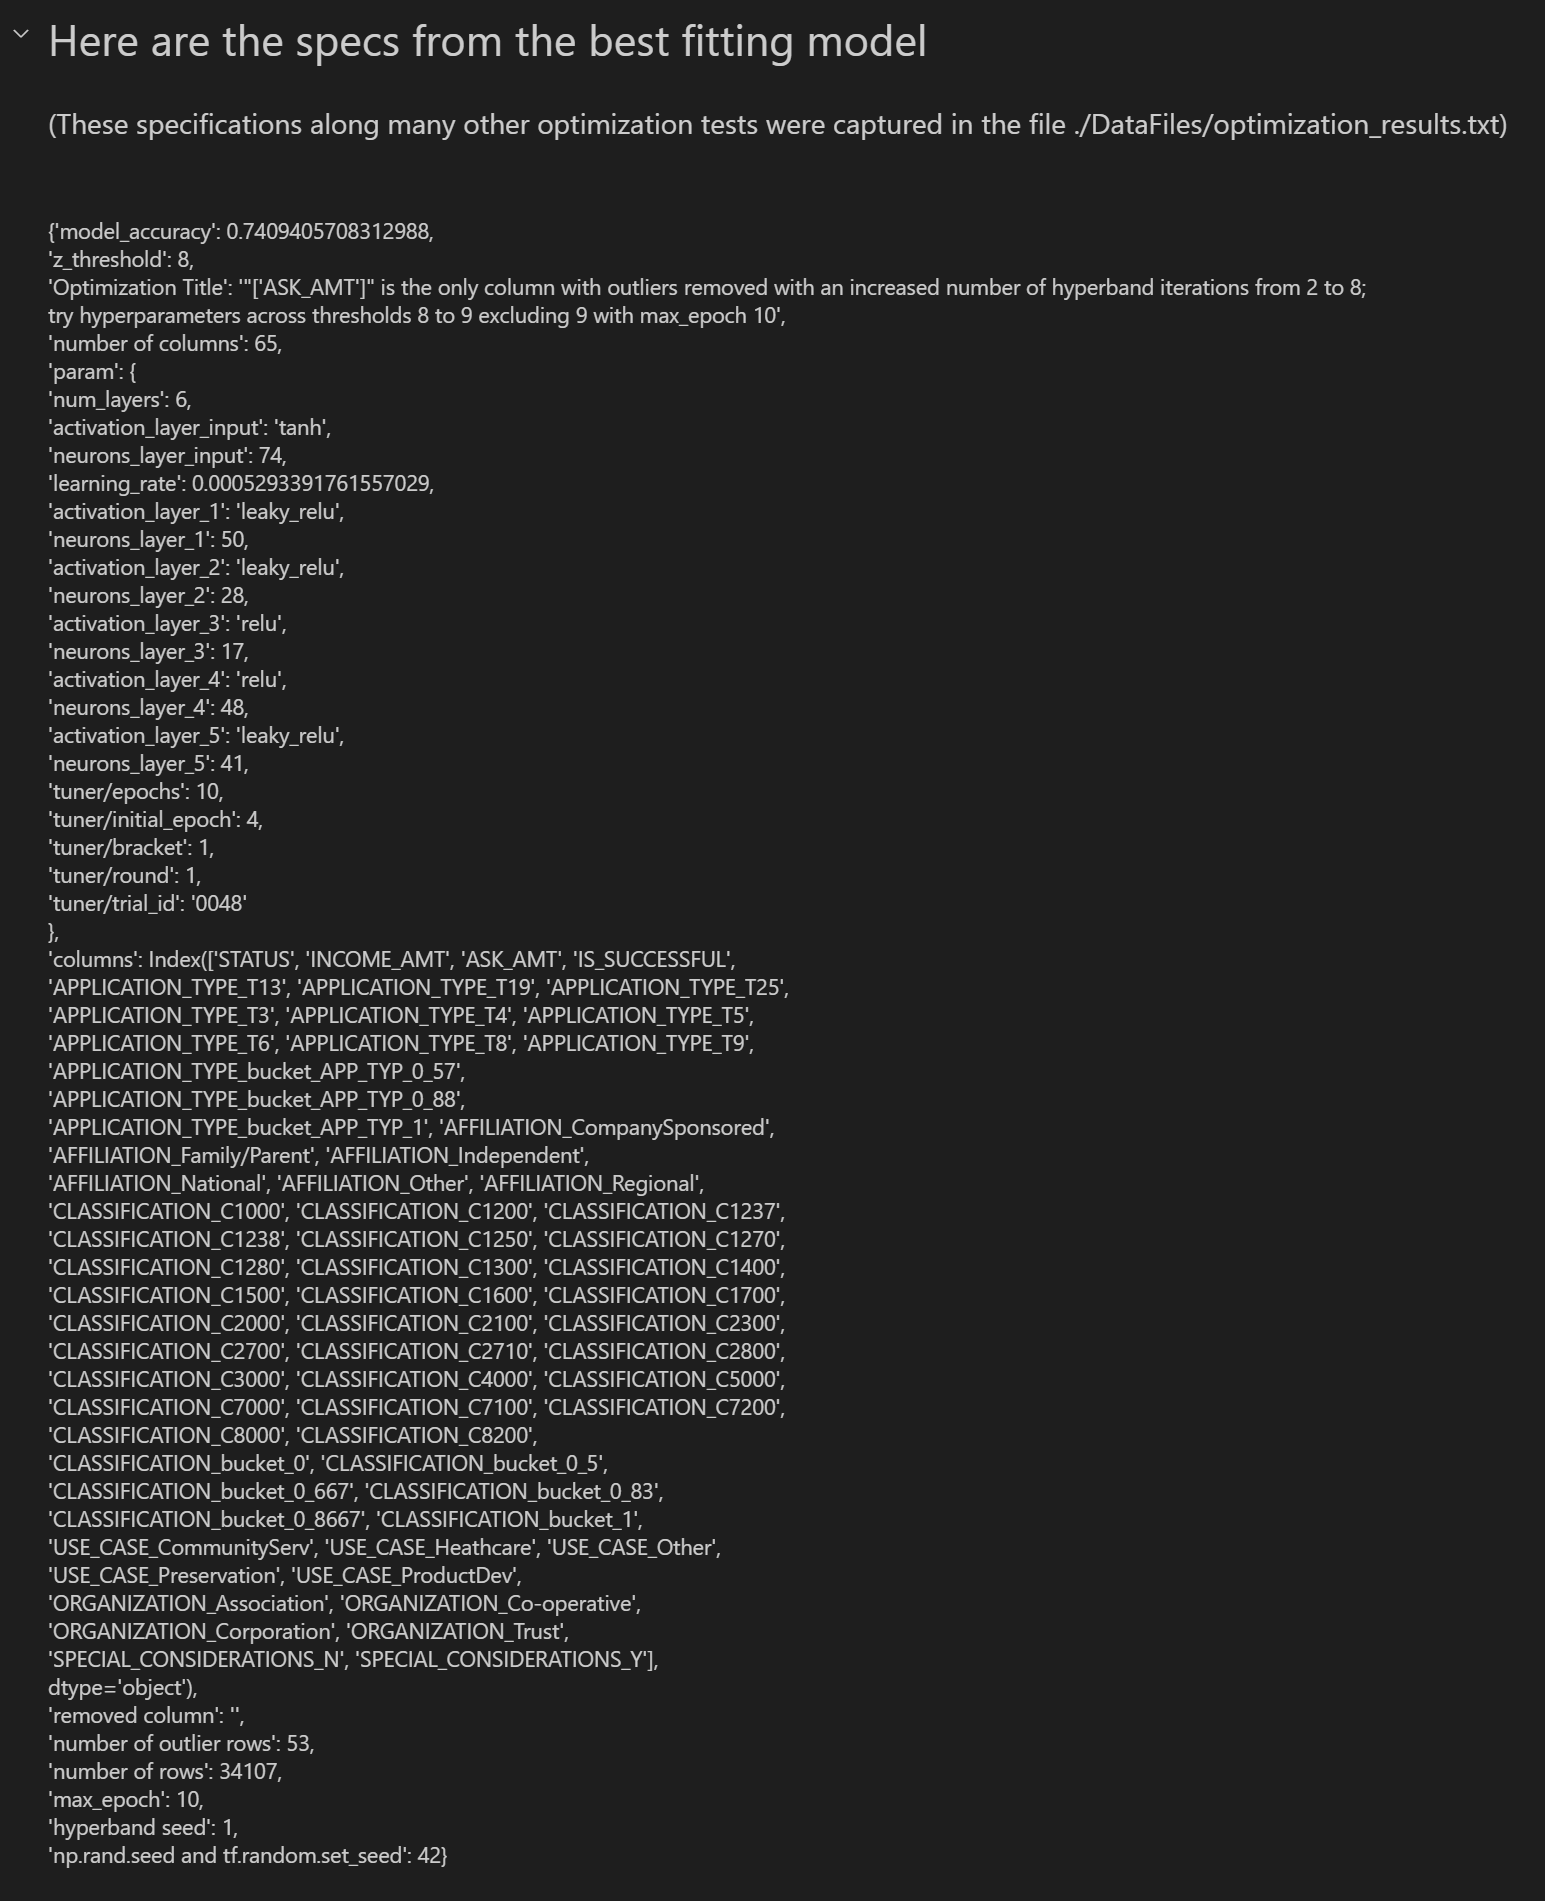 Here are the specs from the best fitting model
(These specifications along many other optimization tests were captured in the file ./DataFiles/optimization_results.txt)
{'model_accuracy': 0.7409405708312988,
'z_threshold': 8,
'Optimization Title': '"['ASK_AMT']" is the only column with outliers removed with an increased number of hyperband iterations from 2 to 8;
try hyperparameters across thresholds 8 to 9 excluding 9 with max_epoch 10',
'number of columns': 65,
'param': {
'num_layers': 6,
'activation_layer_input': 'tanh',
'neurons_layer_input': 74,
'learning_rate': 0.0005293391761557029,
'activation_layer_1': 'leaky_relu',
'neurons_layer_1': 50,
'activation_layer_2': 'leaky_relu',
'neurons_layer_2': 28,
'activation_layer_3': 'relu',
'neurons_layer_3': 17,
'activation_layer_4': 'relu',
'neurons_layer_4': 48,
'activation_layer_5': 'leaky_relu',
'neurons_layer_5': 41,
'tuner/epochs': 10,
'tuner/initial_epoch': 4,
'tuner/bracket': 1,
'tuner/round': 1,
'tuner/trial_id': '0048'
},
'columns': Index(['STATUS', 'INCOME_AMT', 'ASK_AMT', 'IS_SUCCESSFUL',
'APPLICATION_TYPE_T13', 'APPLICATION_TYPE_T19', 'APPLICATION_TYPE_T25',
'APPLICATION_TYPE_T3', 'APPLICATION_TYPE_T4', 'APPLICATION_TYPE_T5',
'APPLICATION_TYPE_T6', 'APPLICATION_TYPE_T8', 'APPLICATION_TYPE_T9',
'APPLICATION_TYPE_bucket_APP_TYP_0_57',
'APPLICATION_TYPE_bucket_APP_TYP_0_88',
'APPLICATION_TYPE_bucket_APP_TYP_1', 'AFFILIATION_CompanySponsored',
'AFFILIATION_Family/Parent', 'AFFILIATION_Independent',
'AFFILIATION_National', 'AFFILIATION_Other', 'AFFILIATION_Regional',
'CLASSIFICATION_C1000', 'CLASSIFICATION_C1200', 'CLASSIFICATION_C1237',
'CLASSIFICATION_C1238', 'CLASSIFICATION_C1250', 'CLASSIFICATION_C1270',
'CLASSIFICATION_C1280', 'CLASSIFICATION_C1300', 'CLASSIFICATION_C1400',
'CLASSIFICATION_C1500', 'CLASSIFICATION_C1600', 'CLASSIFICATION_C1700',
'CLASSIFICATION_C2000', 'CLASSIFICATION_C2100', 'CLASSIFICATION_C2300',
'CLASSIFICATION_C2700', 'CLASSIFICATION_C2710', 'CLASSIFICATION_C2800',
'CLASSIFICATION_C3000', 'CLASSIFICATION_C4000', 'CLASSIFICATION_C5000',
'CLASSIFICATION_C7000', 'CLASSIFICATION_C7100', 'CLASSIFICATION_C7200',
'CLASSIFICATION_C8000', 'CLASSIFICATION_C8200',
'CLASSIFICATION_bucket_0', 'CLASSIFICATION_bucket_0_5',
'CLASSIFICATION_bucket_0_667', 'CLASSIFICATION_bucket_0_83',
'CLASSIFICATION_bucket_0_8667', 'CLASSIFICATION_bucket_1',
'USE_CASE_CommunityServ', 'USE_CASE_Heathcare', 'USE_CASE_Other',
'USE_CASE_Preservation', 'USE_CASE_ProductDev',
'ORGANIZATION_Association', 'ORGANIZATION_Co-operative',
'ORGANIZATION_Corporation', 'ORGANIZATION_Trust',
'SPECIAL_CONSIDERATIONS_N', 'SPECIAL_CONSIDERATIONS_Y'],
dtype='object'),
'removed column': '',
'number of outlier rows': 53,
'number of rows': 34107,
'max_epoch': 10,
'hyperband seed': 1,
'np.rand.seed and tf.random.set_seed': 42}